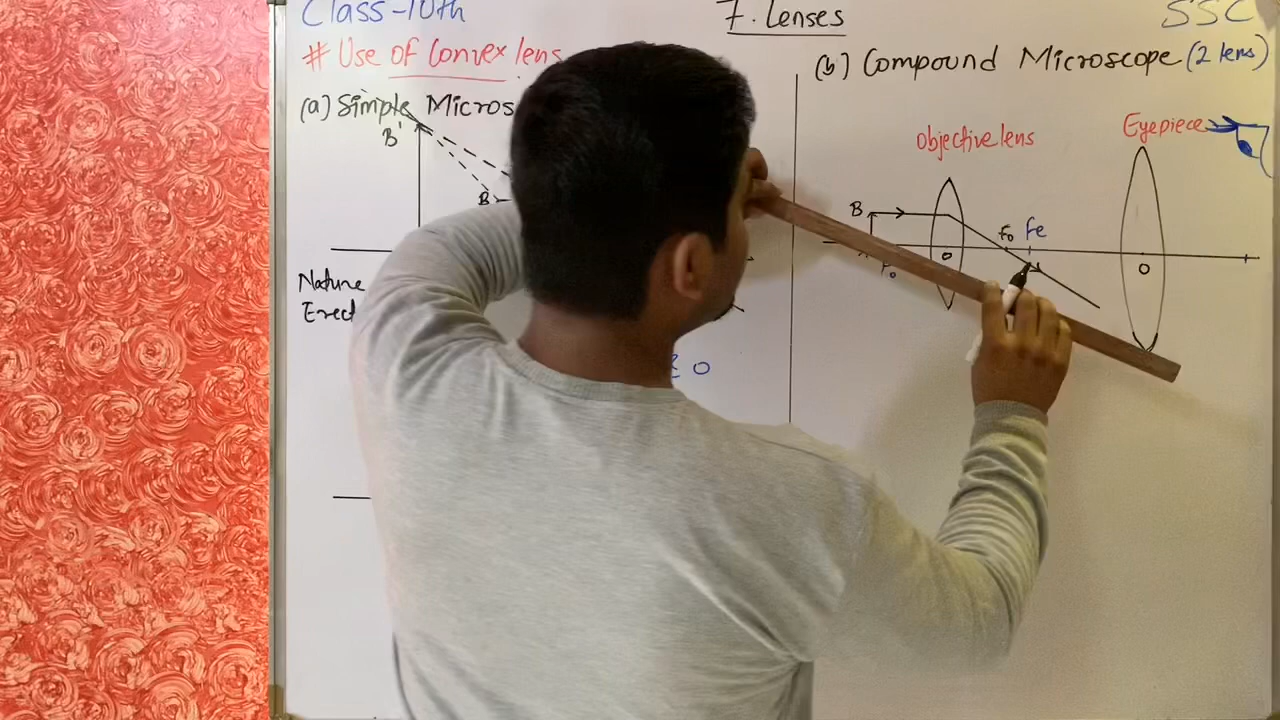 Class-10th
7. Lenses
SSC
# Use of Convex lens
(a) Simple Micros
B'
B
Nature
Erect
0
(b) Compound Microscope (2 lens)
Objective lens
Eyepiece
B
Fo Fe
Fo
O
O